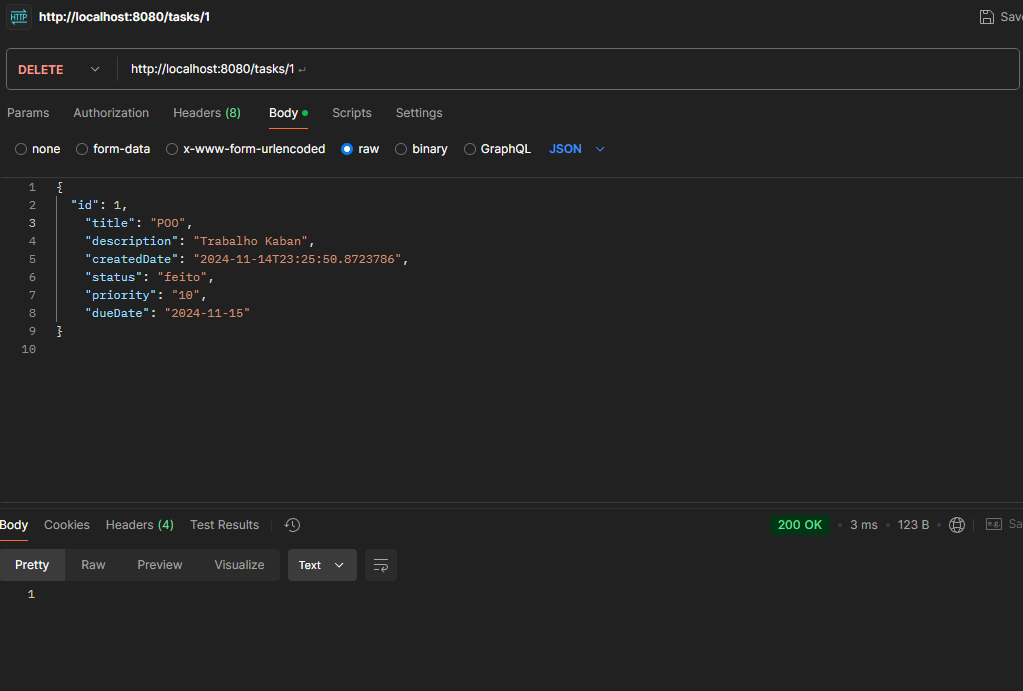 HTTP http://localhost:8080/tasks/1 Save
DELETE http://localhost:8080/tasks/1
Params Authorization Headers (8) Body Scripts Settings
none form-data x-www-form-urlencoded raw binary GraphQL JSON
1 {
2 "id": 1,
3 "title": "POO",
4 "description": "Trabalho Kaban",
5 "createdDate": "2024-11-14T23:25:50.8723786",
6 "status": "feito",
7 "priority": "10",
8 "dueDate": "2024-11-15"
9 }
10
Body Cookies Headers (4) Test Results 200 OK • 3 ms • 123 B • e.g. Sa
Pretty Raw Preview Visualize Text
1